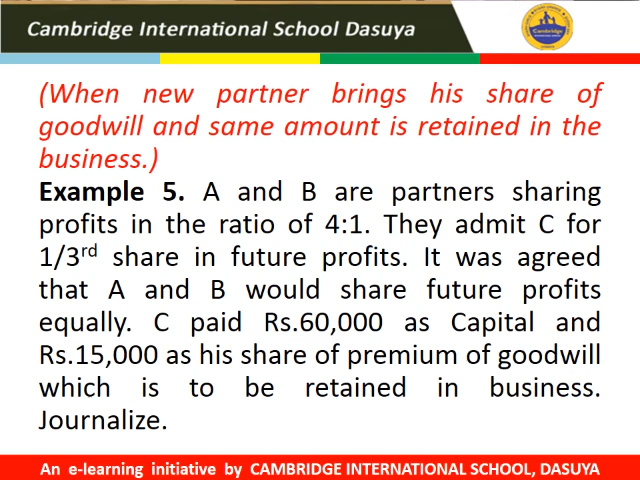 Cambridge International School Dasuya
Cambridge
(When new partner brings his share of
goodwill and same amount is retained in the
business.)
Example 5. A and B are partners sharing
profits in the ratio of 4:1. They admit C for
1/3rd share in future profits. It was agreed
that A and B would share future profits
equally. C paid Rs.60,000 as Capital and
Rs.15,000 as his share of premium of goodwill
which is to be retained in business.
Journalize.
An e-learning initiative by CAMBRIDGE INTERNATIONAL SCHOOL, DASUYA